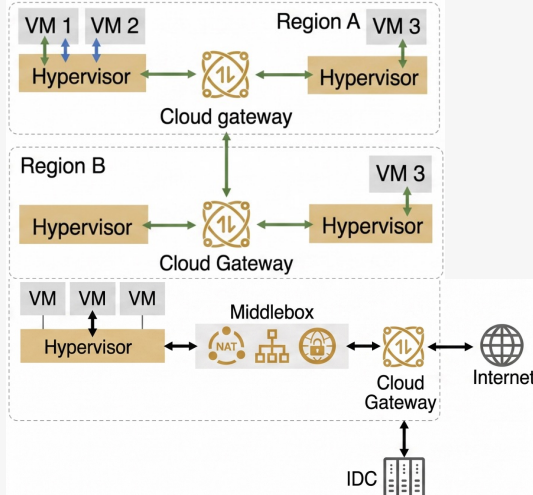 VM 1
VM 2
Region A
VM 3
Hypervisor
Hypervisor
Cloud gateway
Region B
VM 3
Hypervisor
Hypervisor
Cloud Gateway
VM
VM
VM
Middlebox
Hypervisor
NAT
Cloud
Gateway
Internet
IDC